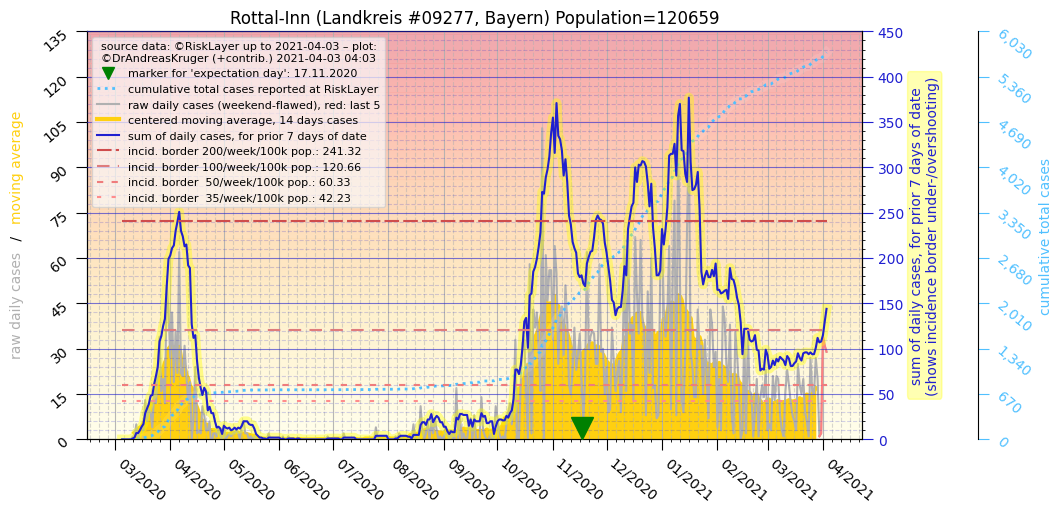 Rottal-Inn (Landkreis #09277, Bayern) Population=120659
source data: ©RiskLayer up to 2021-04-03 – plot:
©DrAndreasKruger (+contrib.) 2021-04-03 04:03
marker for 'expectation day': 17.11.2020
cumulative total cases reported at RiskLayer
raw daily cases (weekend-flawed), red: last 5
centered moving average, 14 days cases
sum of daily cases, for prior 7 days of date
incid. border 200/week/100k pop.: 241.32
incid. border 100/week/100k pop.: 120.66
incid. border 50/week/100k pop.: 60.33
incid. border 35/week/100k pop.: 42.23
raw daily cases / moving average
135
120
105
90
75
60
45
30
15
0
03/2020
04/2020
05/2020
06/2020
07/2020
08/2020
09/2020
10/2020
11/2020
12/2020
01/2021
02/2021
03/2021
04/2021
450
400
350
300
250
200
150
100
50
0
sum of daily cases, for prior 7 days of date
(shows incidence border under-/overshooting)
6,030
5,360
4,690
4,020
3,350
2,680
2,010
1,340
670
0
cumulative total cases